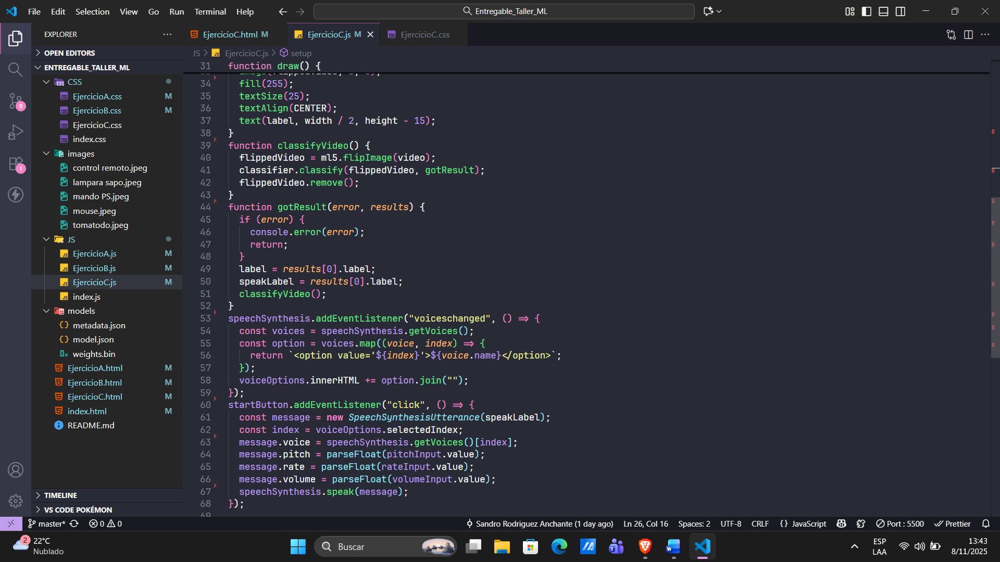 File Edit Selection View Go Run Terminal Help
Entregable_Taller_ML
EXPLORER
OPEN EDITORS
ENTREGABLE_TALLER_ML
CSS
EjercicioA.css M
EjercicioB.css M
EjercicioC.css
index.css
images
control remoto.jpeg
lampara sapo.jpeg
mando PS.jpeg
mouse.jpeg
tomatodo.jpeg
JS
EjercicioA.js M
EjercicioB.js M
EjercicioC.js M
index.js
models
metadata.json
model.json
weights.bin
EjercicioA.html M
EjercicioB.html M
EjercicioC.html M
index.html M
README.md
TIMELINE
VS CODE POKÉMON
9
1
EjercicioC.html M
EjercicioC.js M
EjercicioC.css
JS > EjercicioC.js > setup
31 function draw() {
34 fill(255);
35 textSize(25);
36 textAlign(CENTER);
37 text(label, width / 2, height - 15);
38 }
39 function classifyVideo() {
40 flippedVideo = ml5.flipImage(video);
41 classifier.classify(flippedVideo, gotResult);
42 flippedVideo.remove();
43 }
44 function gotResult(error, results) {
45 if (error) {
46 console.error(error);
47 return;
48 }
49 label = results[0].label;
50 speakLabel = results[0].label;
51 classifyVideo();
52 }
53 speechSynthesis.addEventListener("voiceschanged", () => {
54 const voices = speechSynthesis.getVoices();
55 const option = voices.map((voice, index) => {
56 return `<option value='${index}'>${voice.name}</option>`;
57 });
58 voiceOptions.innerHTML += option.join("");
59 });
60 startButton.addEventListener("click", () => {
61 const message = new SpeechSynthesisUtterance(speakLabel);
62 const index = voiceOptions.selectedIndex;
63 message.voice = speechSynthesis.getVoices()[index];
64 message.pitch = parseFloat(pitchInput.value);
65 message.rate = parseFloat(rateInput.value);
66 message.volume = parseFloat(volumeInput.value);
67 speechSynthesis.speak(message);
68 });
69
master* 0 0 Sandro Rodriguez Anchante (1 day ago) Ln 26, Col 16 Spaces: 2 UTF-8 CRLF {} JavaScript Port : 5500 Prettier
2
22°C
Nublado
Buscar
ESP
LAA
13:43
8/11/2025